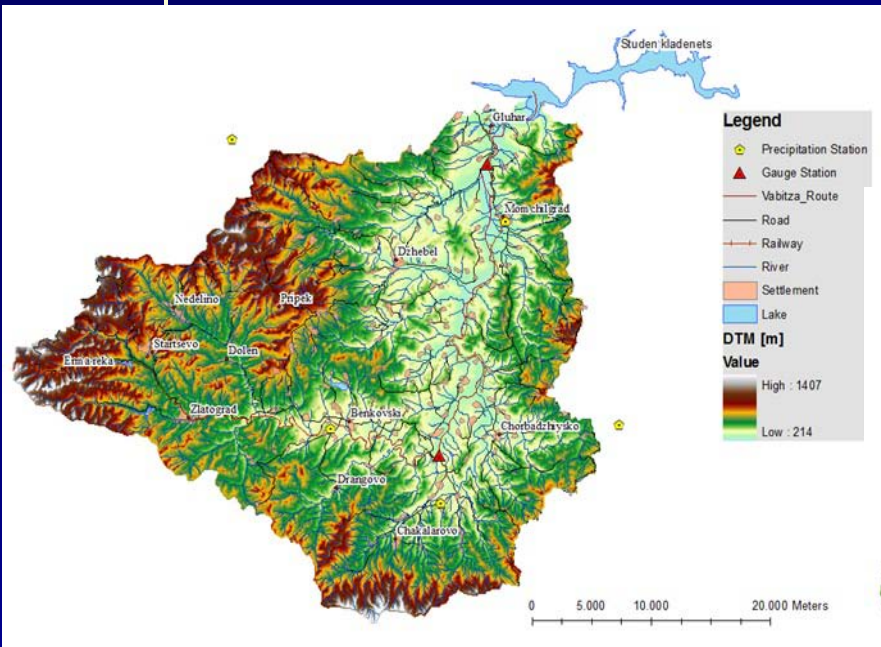 Studen kladenets
Gluhar
Momchilgrad
Dzhebel
Nedelino
Pripek
Startsevo
Dolen
Erma reka
Zlatograd
Benkovski
Chorbadzhiysko
Drangovo
Chakalarovo
Legend
Precipitation Station
Gauge Station
Vabitza_Route
Road
Railway
River
Settlement
Lake
DTM [m]
Value
High : 1407
Low : 214
0 5.000 10.000 20.000 Meters